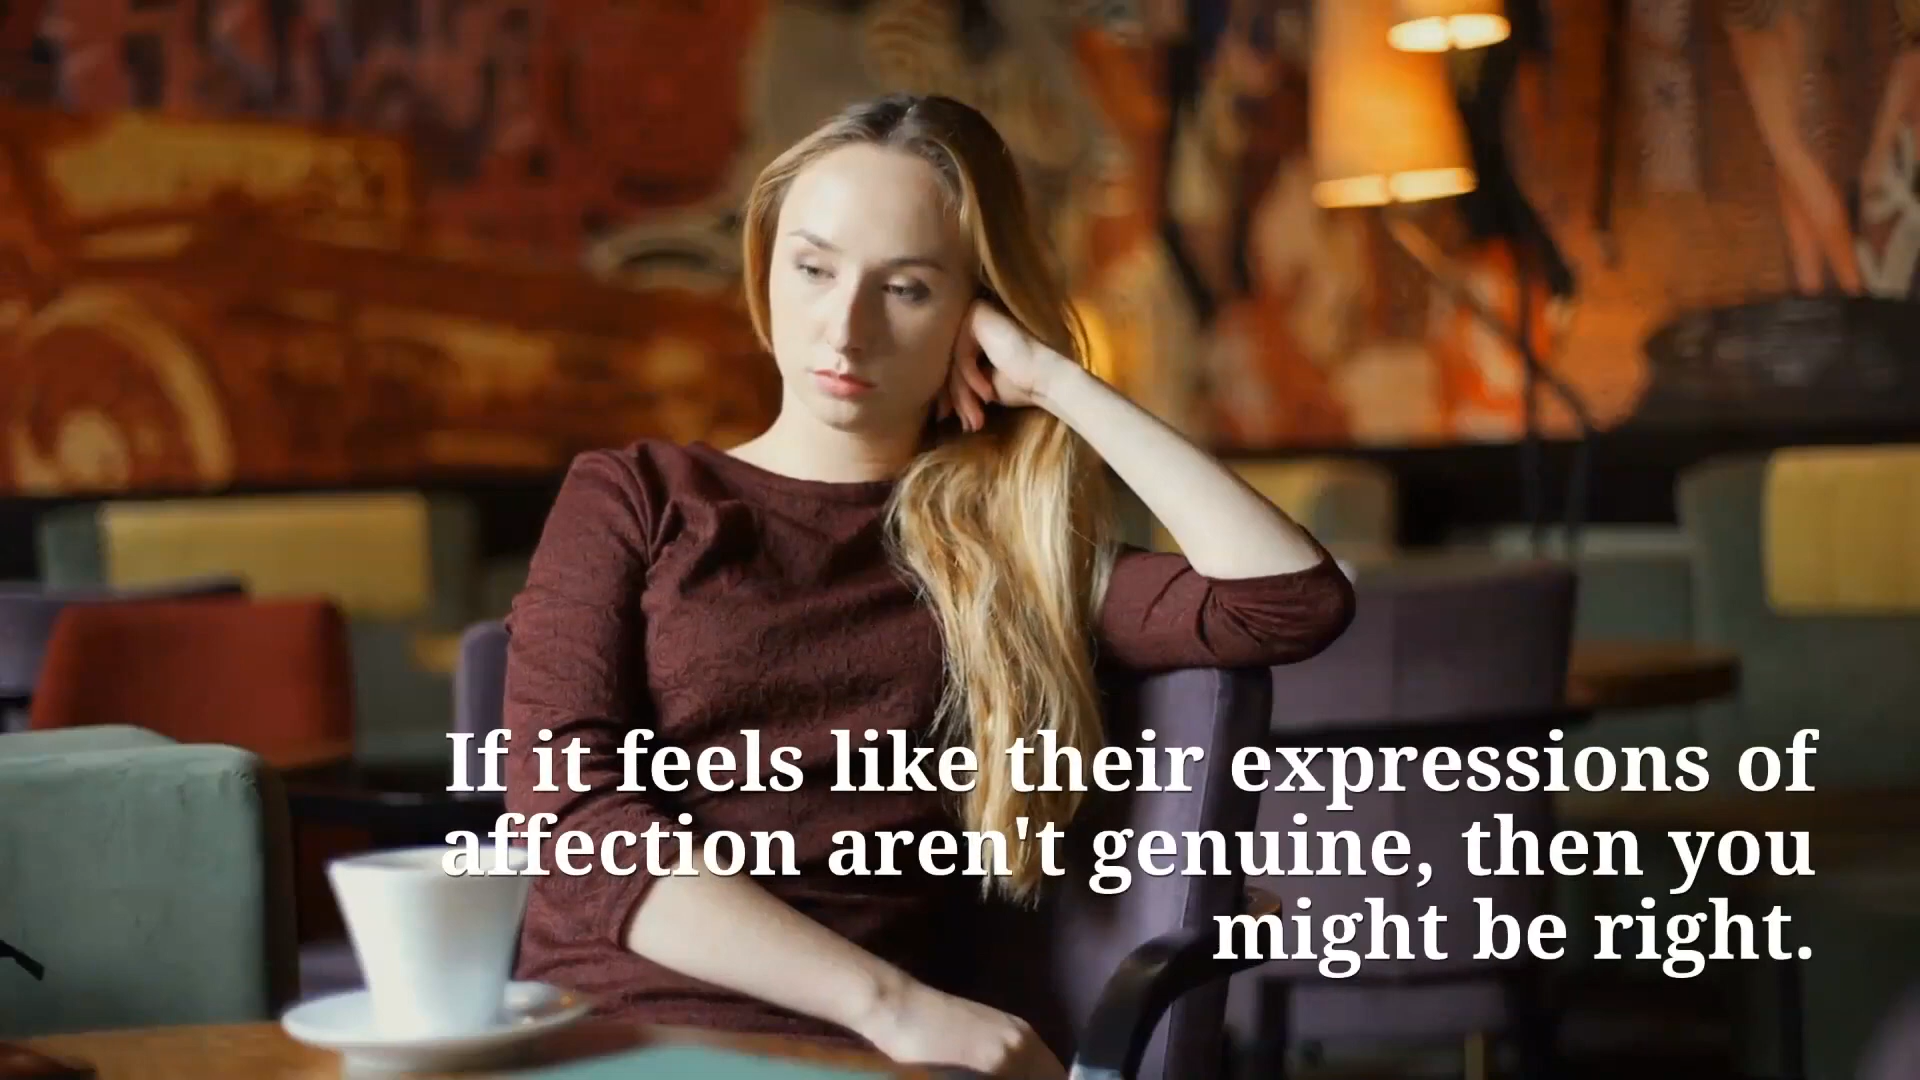 If it feels like their expressions of
affection aren't genuine, then you
might be right.